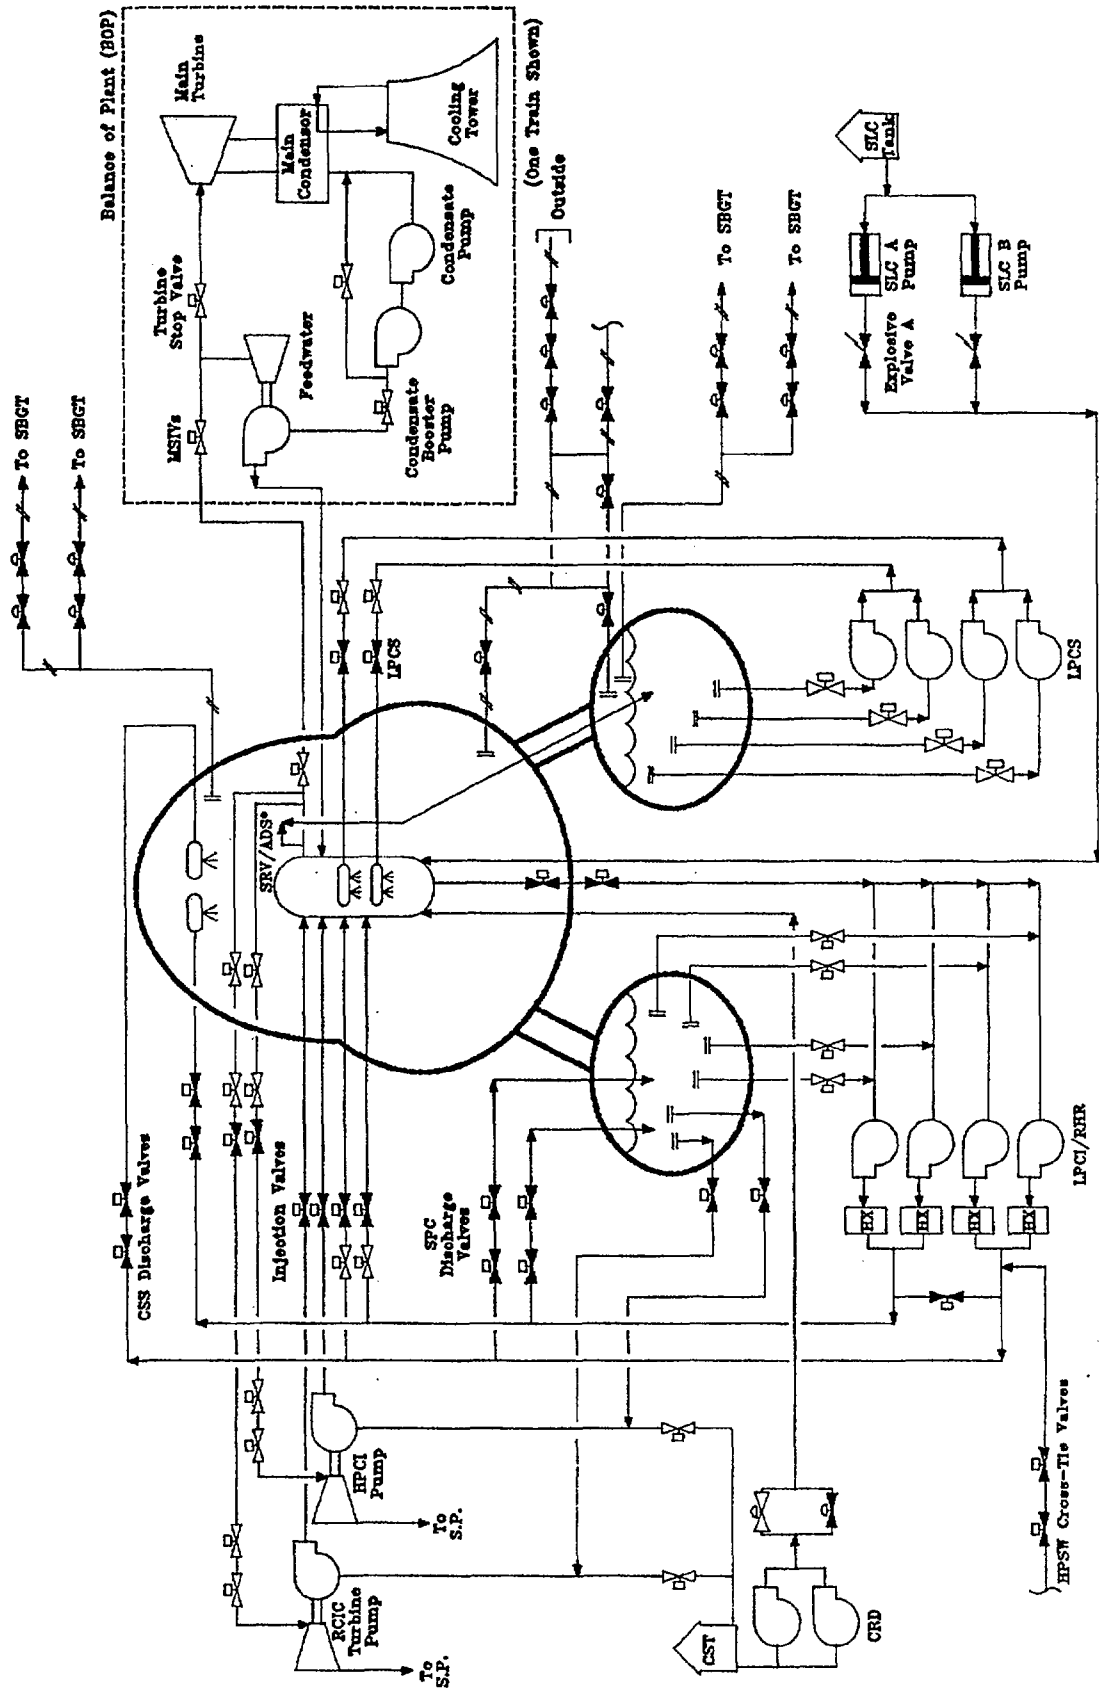 Balance of Plant (BOP)
Main
Turbine
Main
Condensor
Cooling
Tower
(One Train Shown)
Turbine
Stop Valve
Feedwater
Condensate
Pump
Condensate
Booster
Pump
MSIVs
To SBGT
To SBGT
Outside
To SBGT
To SBGT
SLC
Tank
SLC A
Pump
SLC B
Pump
Explosive
Valve A
LPCS
LPCS
SRV/ADS*
CSS Discharge Valves
Injection Valves
SPC
Discharge
Valves
LPCI/RHR
HX
HX
HX
HX
HPCI
Pump
To
S.P.
RCIC
Turbine
Pump
To
S.P.
CST
CRD
HPSW Cross-Tie Valves